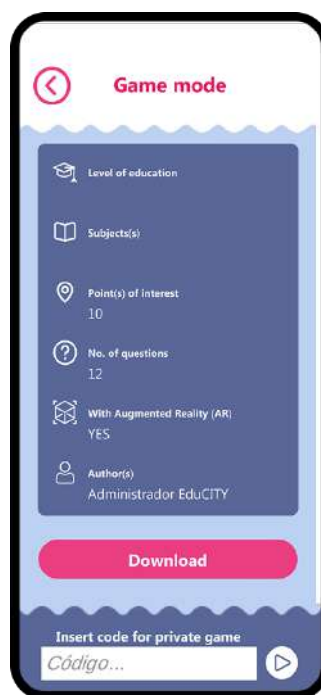 Game mode
Level of education
Subjects(s)
Point(s) of interest
10
No. of questions
12
With Augmented Reality (AR)
YES
Author(s)
Administrador EduCITY
Download
Insert code for private game
Código...